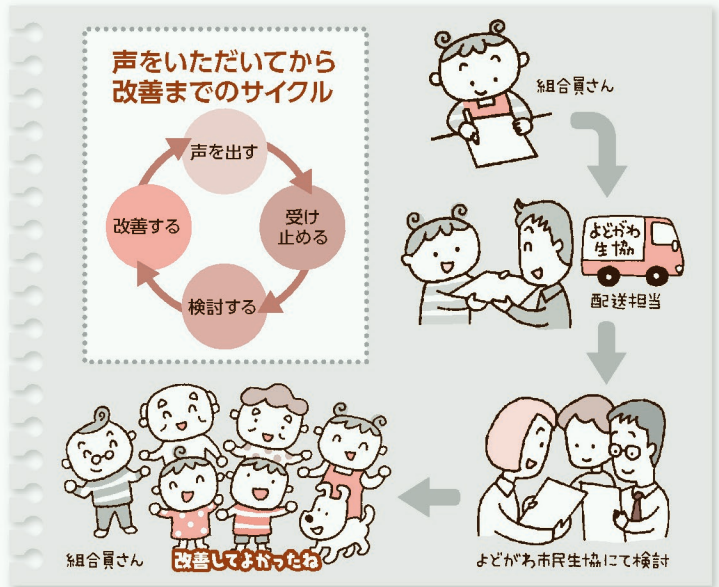 声をいただいてから
改善までのサイクル
声を出す
受け
止める
検討する
改善する
組合員さん
よどがわ
生協
配送担当
よどがわ市民生協にて検討
組合員さん
改善してよかったね